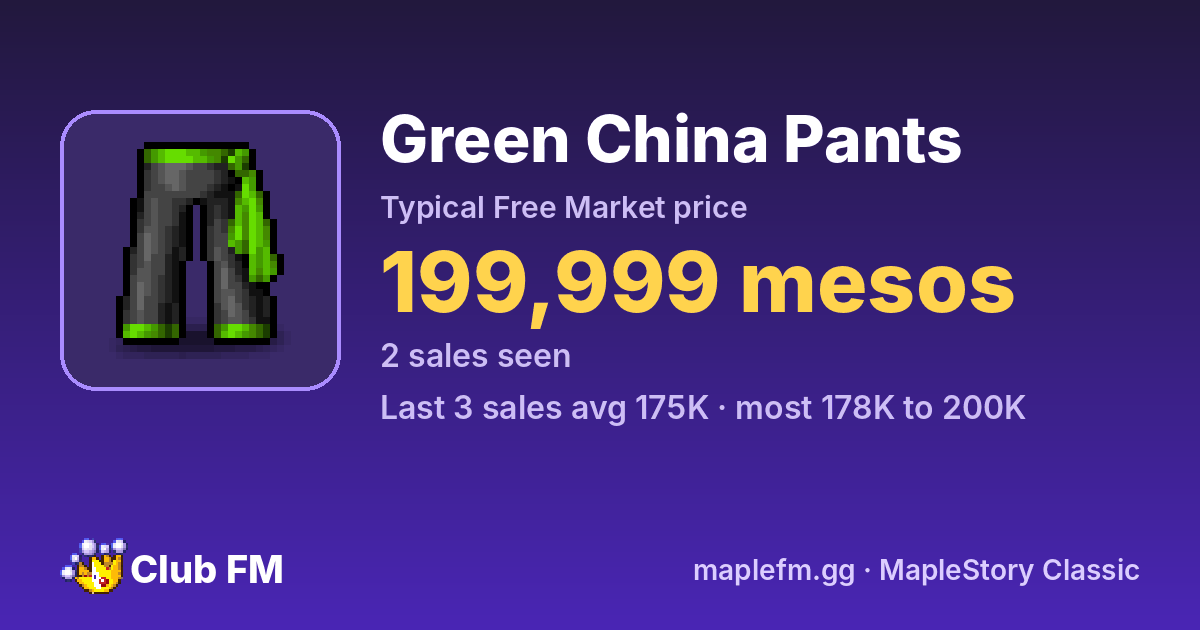 Green China Pants
Typical Free Market price
199,999 mesos
2 sales seen
Last 3 sales avg 175K · most 178K to 200K
Club FM
maplefm.gg · MapleStory Classic